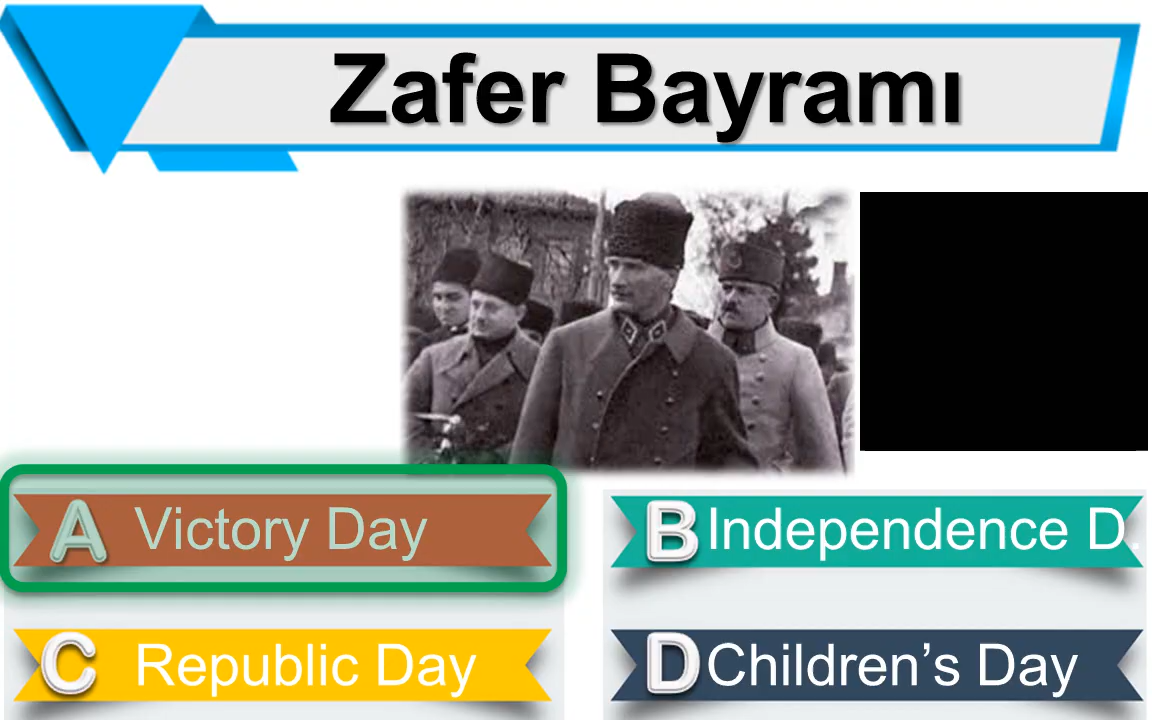 Zafer Bayramı
A Victory Day
B Independence D.
C Republic Day
D Children’s Day